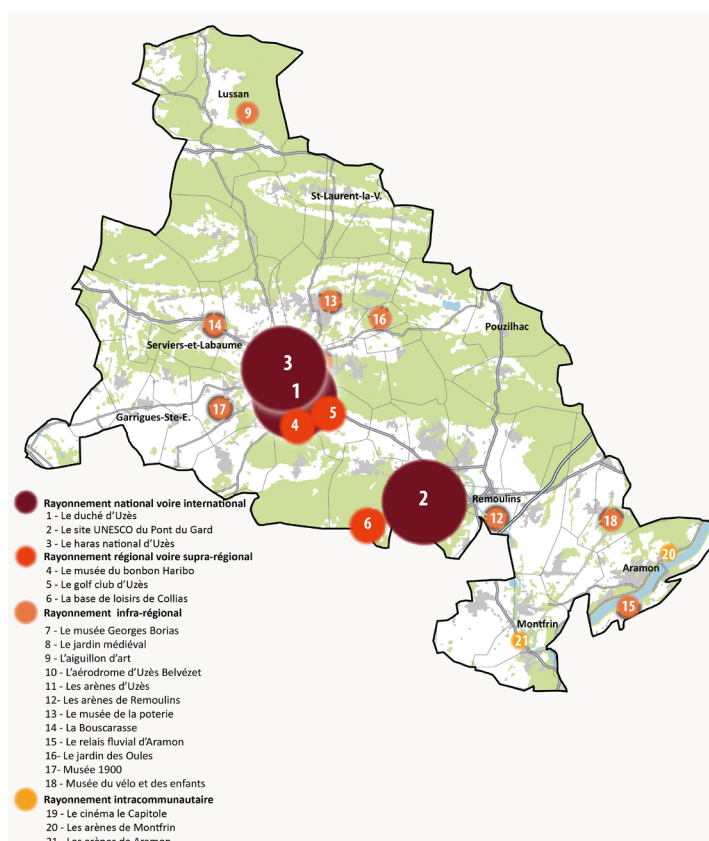 Lussan
9
St-Laurent-la-V.
13
16
14
Pouzilhac
Serviers-et-Labaume
3
1
17
5
4
Garrigues-Ste-E.
2
Remoulins
12
6
18
20
Aramon
15
Montfrin
21
Rayonnement national voire international
1 - Le duché d'Uzès
2 - Le site UNESCO du Pont du Gard
3 - Le haras national d'Uzès
Rayonnement régional voire supra-régional
4 - Le musée du bonbon Haribo
5 - Le golf club d'Uzès
6 - La base de loisirs de Collias
Rayonnement infra-régional
7 - Le musée Georges Borias
8 - Le jardin médiéval
9 - L'aiguillon d'art
10 - L'aérodrome d'Uzès Belvézet
11 - Les arènes d'Uzès
12- Les arènes de Remoulins
13 - Le musée de la poterie
14 - La Bouscarasse
15 - Le relais fluvial d'Aramon
16- Le jardin des Oules
17- Musée 1900
18 - Musée du vélo et des enfants
Rayonnement intracommunautaire
19 - Le cinéma le Capitole
20 - Les arènes de Montfrin
21 - Les arènes de Aramon